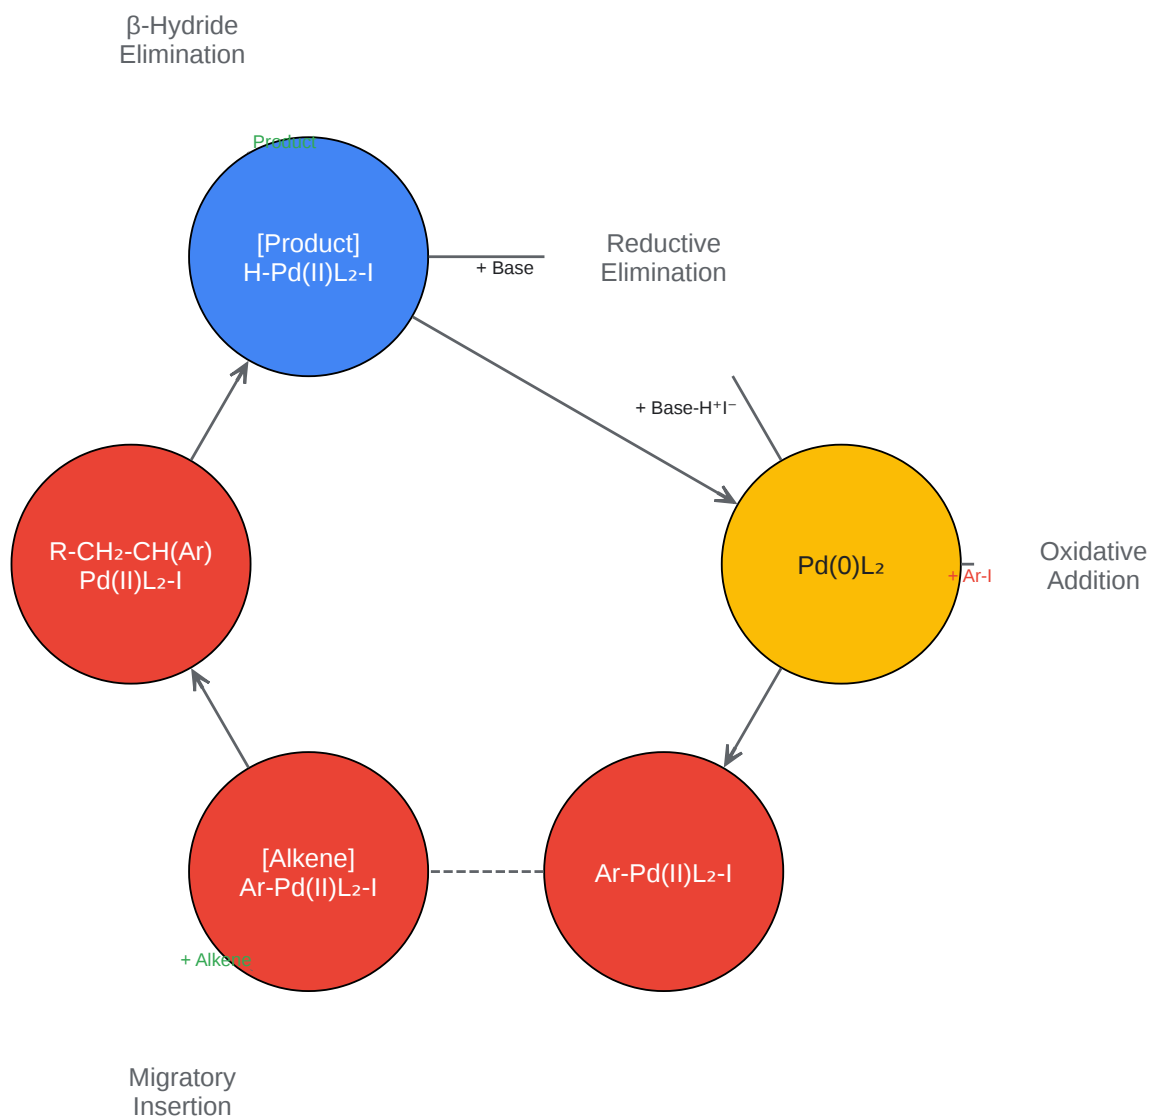 β-Hydride
Elimination
Product
[Product]
H-Pd(II)L₂-I
+ Base
Reductive
Elimination
+ Base-H⁺I⁻
R-CH₂-CH(Ar)
Pd(II)L₂-I
Pd(0)L₂
+ Ar-I
Oxidative
Addition
[Alkene]
Ar-Pd(II)L₂-I
Ar-Pd(II)L₂-I
+ Alkene
Migratory
Insertion